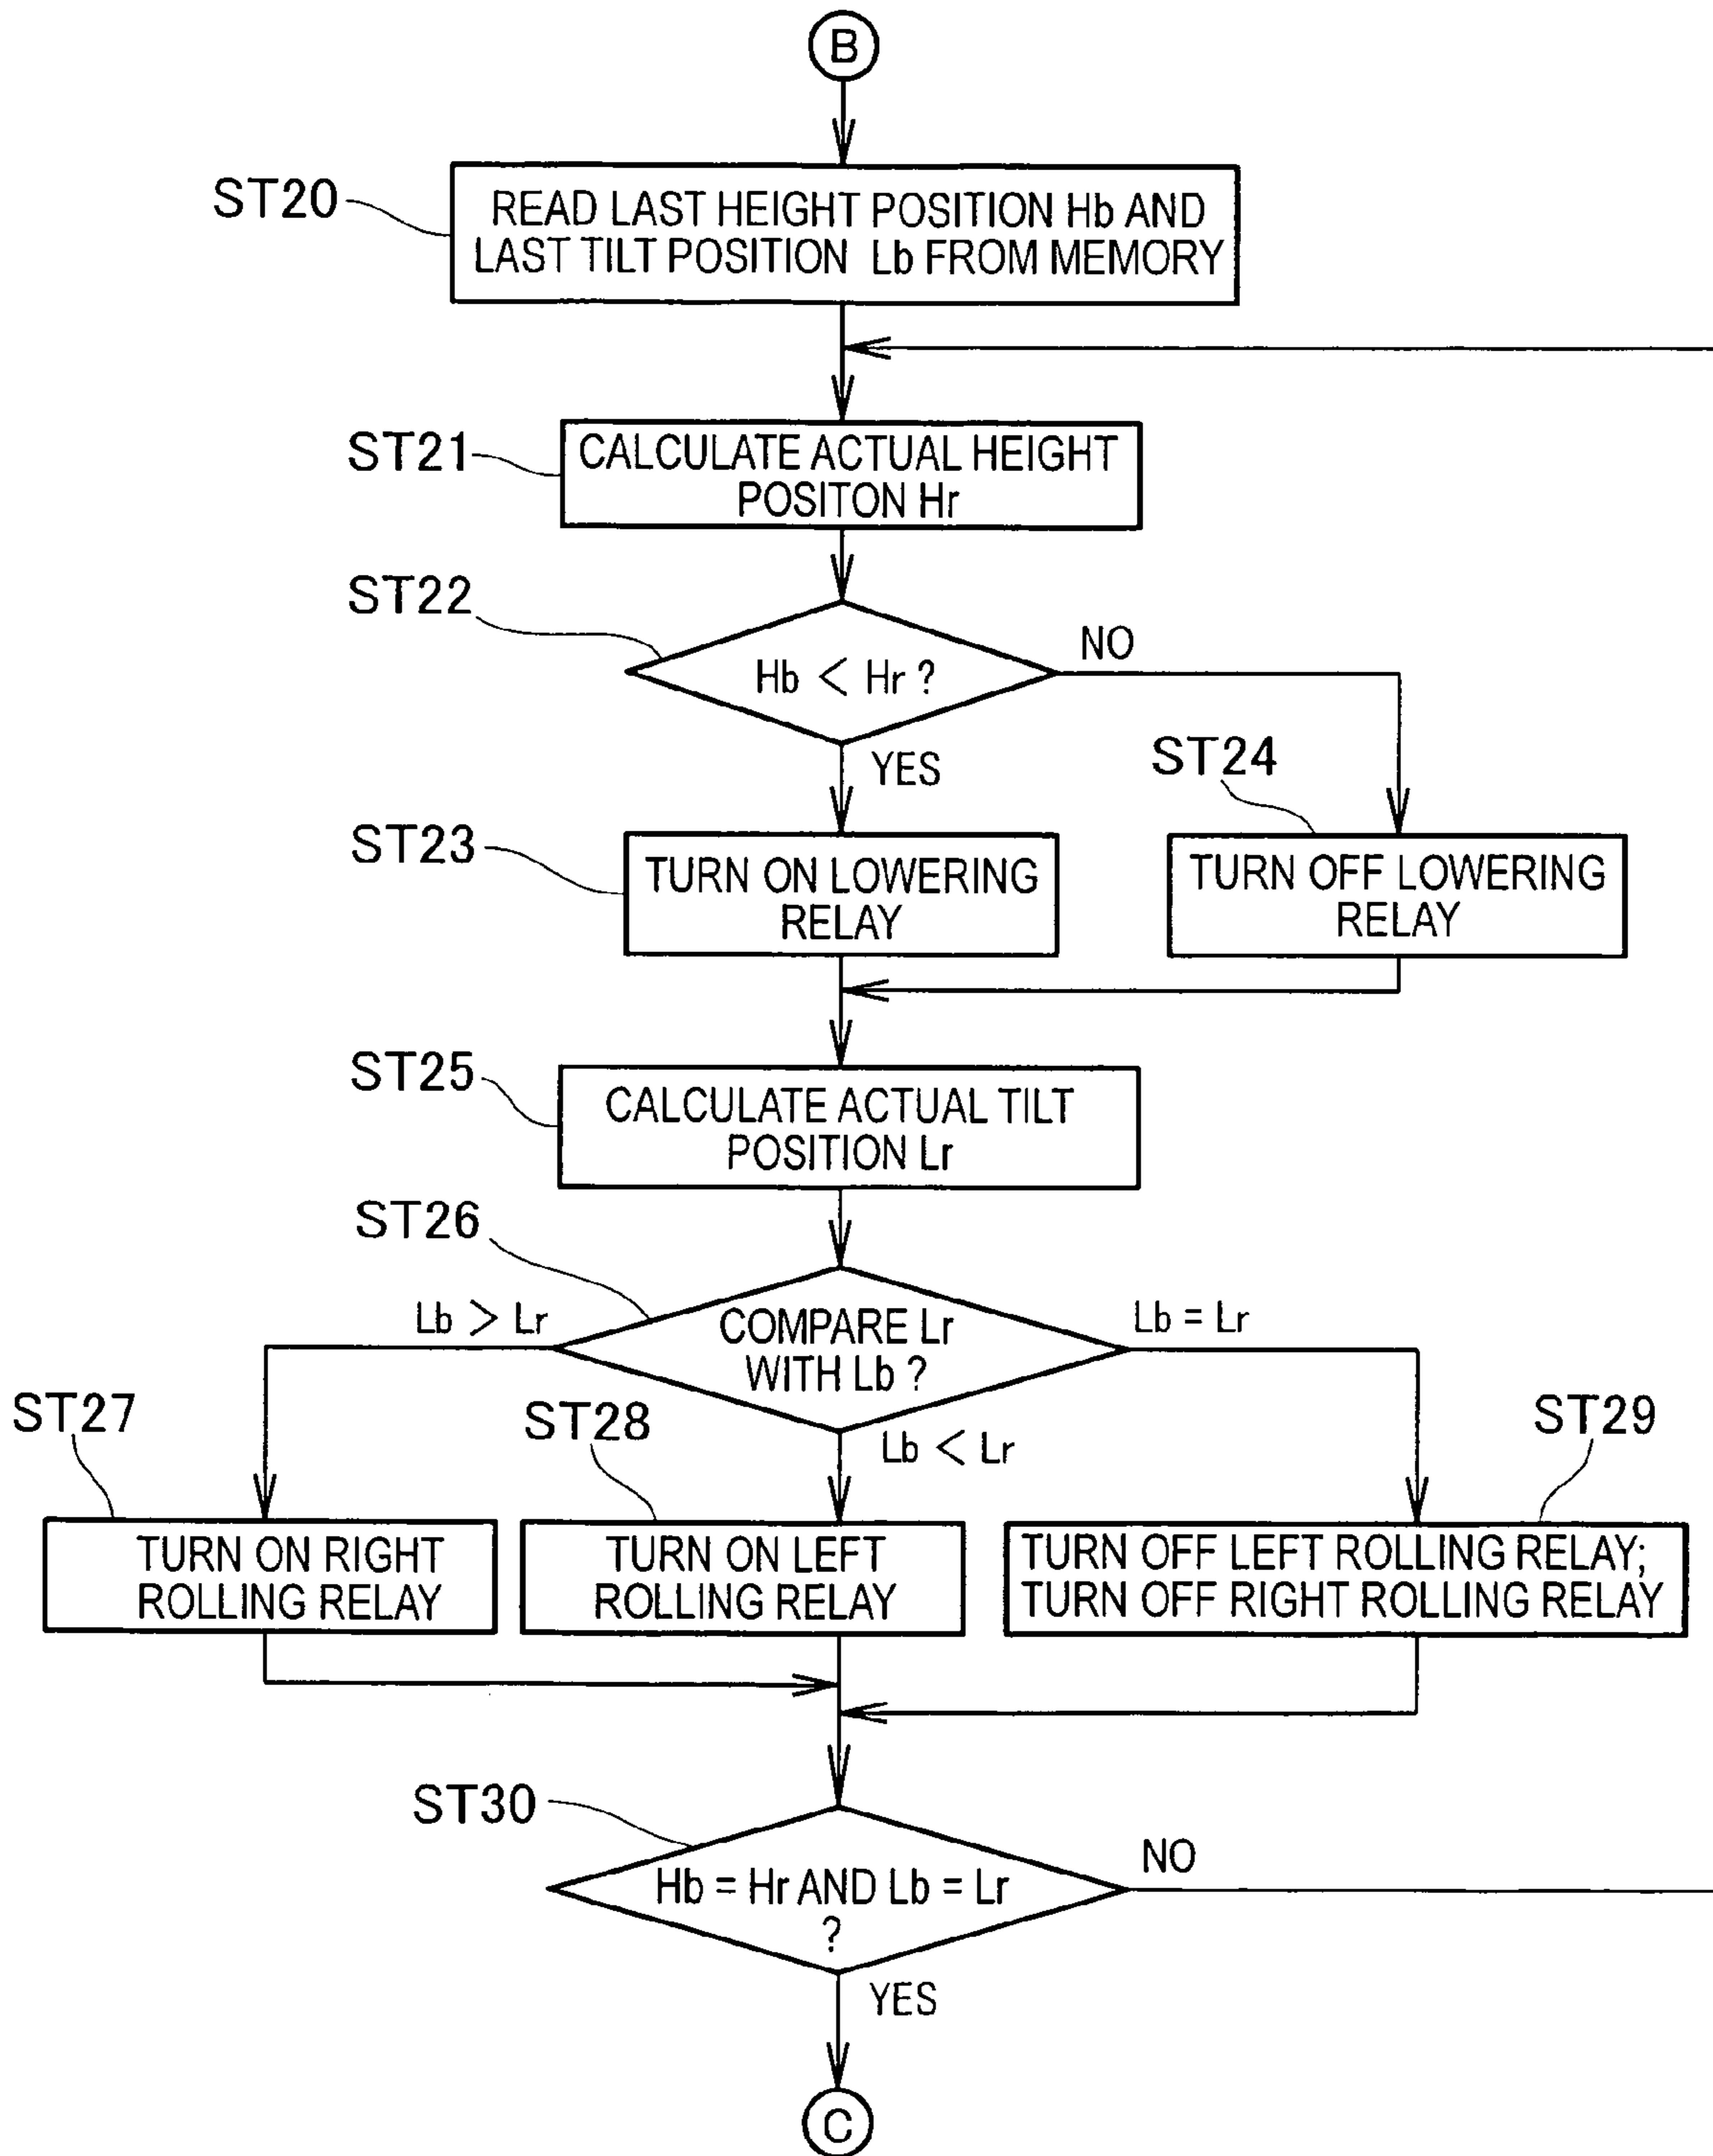 B
ST20
READ LAST HEIGHT POSITION Hb AND
LAST TILT POSITION Lb FROM MEMORY
ST21
CALCULATE ACTUAL HEIGHT
POSITON Hr
ST22
Hb < Hr ?
NO
YES
ST23
TURN ON LOWERING
RELAY
ST24
TURN OFF LOWERING
RELAY
ST25
CALCULATE ACTUAL TILT
POSITION Lr
ST26
COMPARE Lr
WITH Lb ?
Lb > Lr
Lb = Lr
Lb < Lr
ST27
TURN ON RIGHT
ROLLING RELAY
ST28
TURN ON LEFT
ROLLING RELAY
ST29
TURN OFF LEFT ROLLING RELAY;
TURN OFF RIGHT ROLLING RELAY
ST30
Hb = Hr AND Lb = Lr
?
NO
YES
C